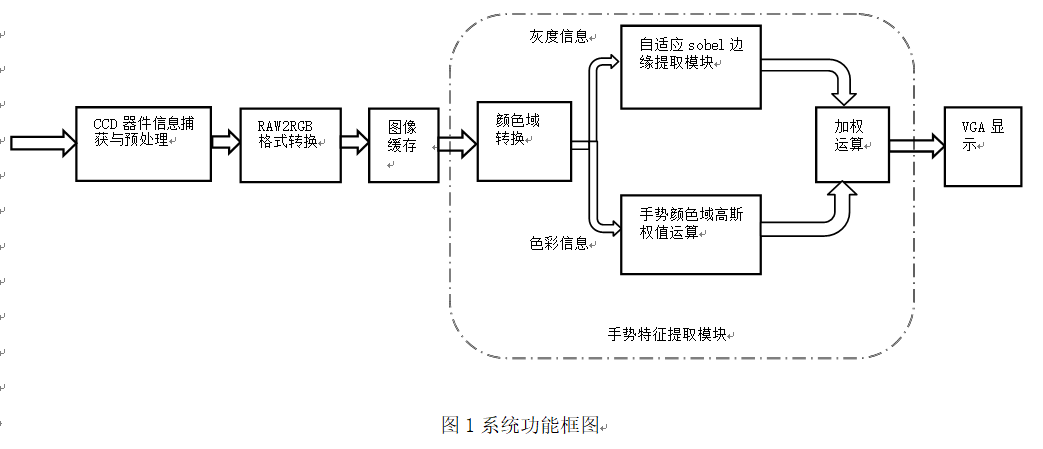 灰度信息
自适应 sobel 边
缘提取模块
CCD 器件信息捕
获与预处理
RAW2RGB
格式转换
图像
缓存
颜色域
转换
加权
运算
VGA 显
示
手势颜色域高斯
权值运算
色彩信息
手势特征提取模块
图 1 系统功能框图